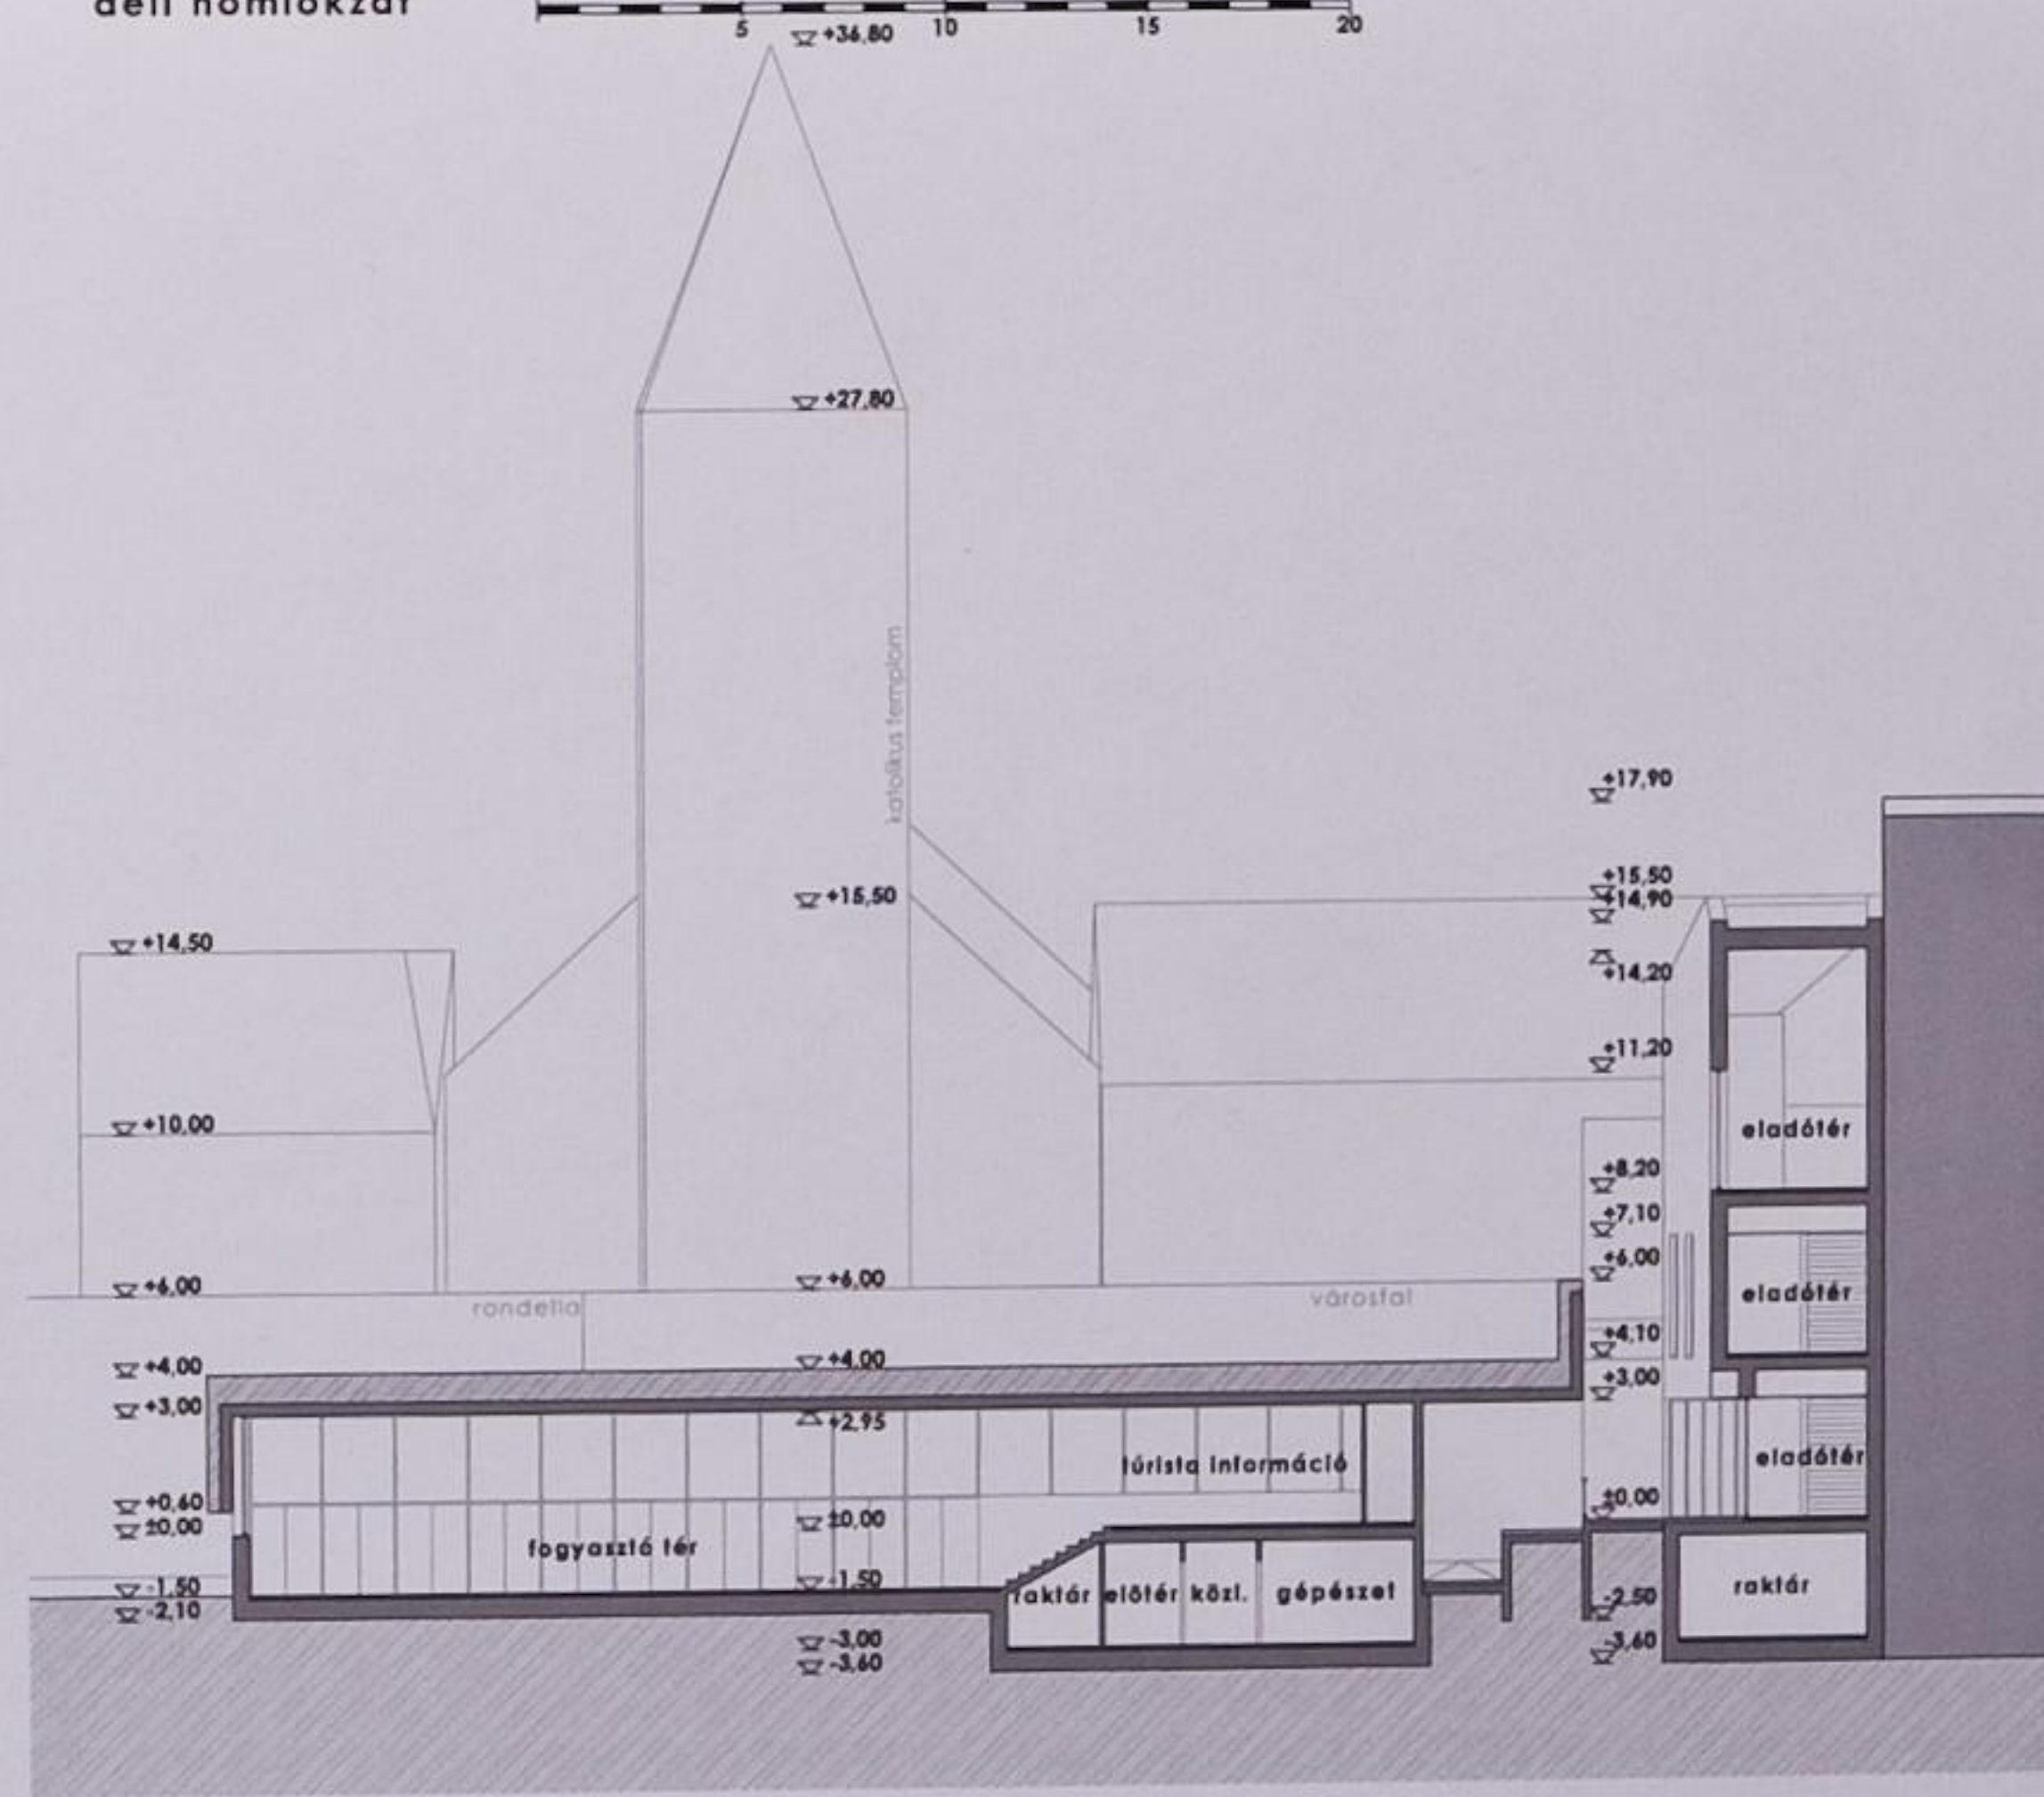 déli homlokzat
5 10 15 20
+36,80
+27,80
katolikus templom
+17,90
+15,50
+15,50
+14,90
+14,50
+14,20
+11,20
+10,00
eladótér
+8,20
+7,10
+6,00
+6,00
+6,00
rondella
városfal
eladótér
+4,10
+4,00
+4,00
+3,00
+3,00
+2,95
túrista információ
eladótér
+0,60
±0,00
±0,00
±0,00
fogyasztó tér
-1,50
-1,50
raktár előtér közl. gépészet
raktár
-2,10
-2,50
-3,00
-3,60
-3,60